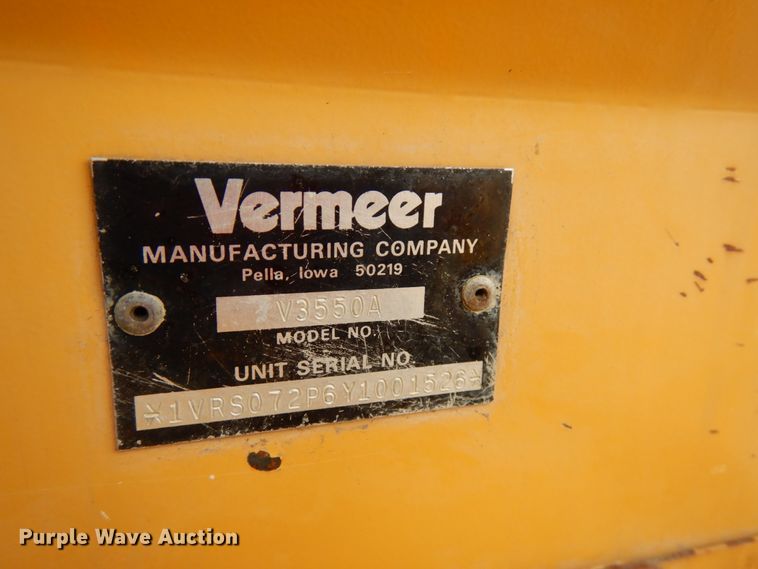 Vermeer
MANUFACTURING COMPANY
Pella, Iowa 50219
V3550A
MODEL NO.
UNIT SERIAL NO.
*1VRS072P6Y1001526*
Purple Wave Auction